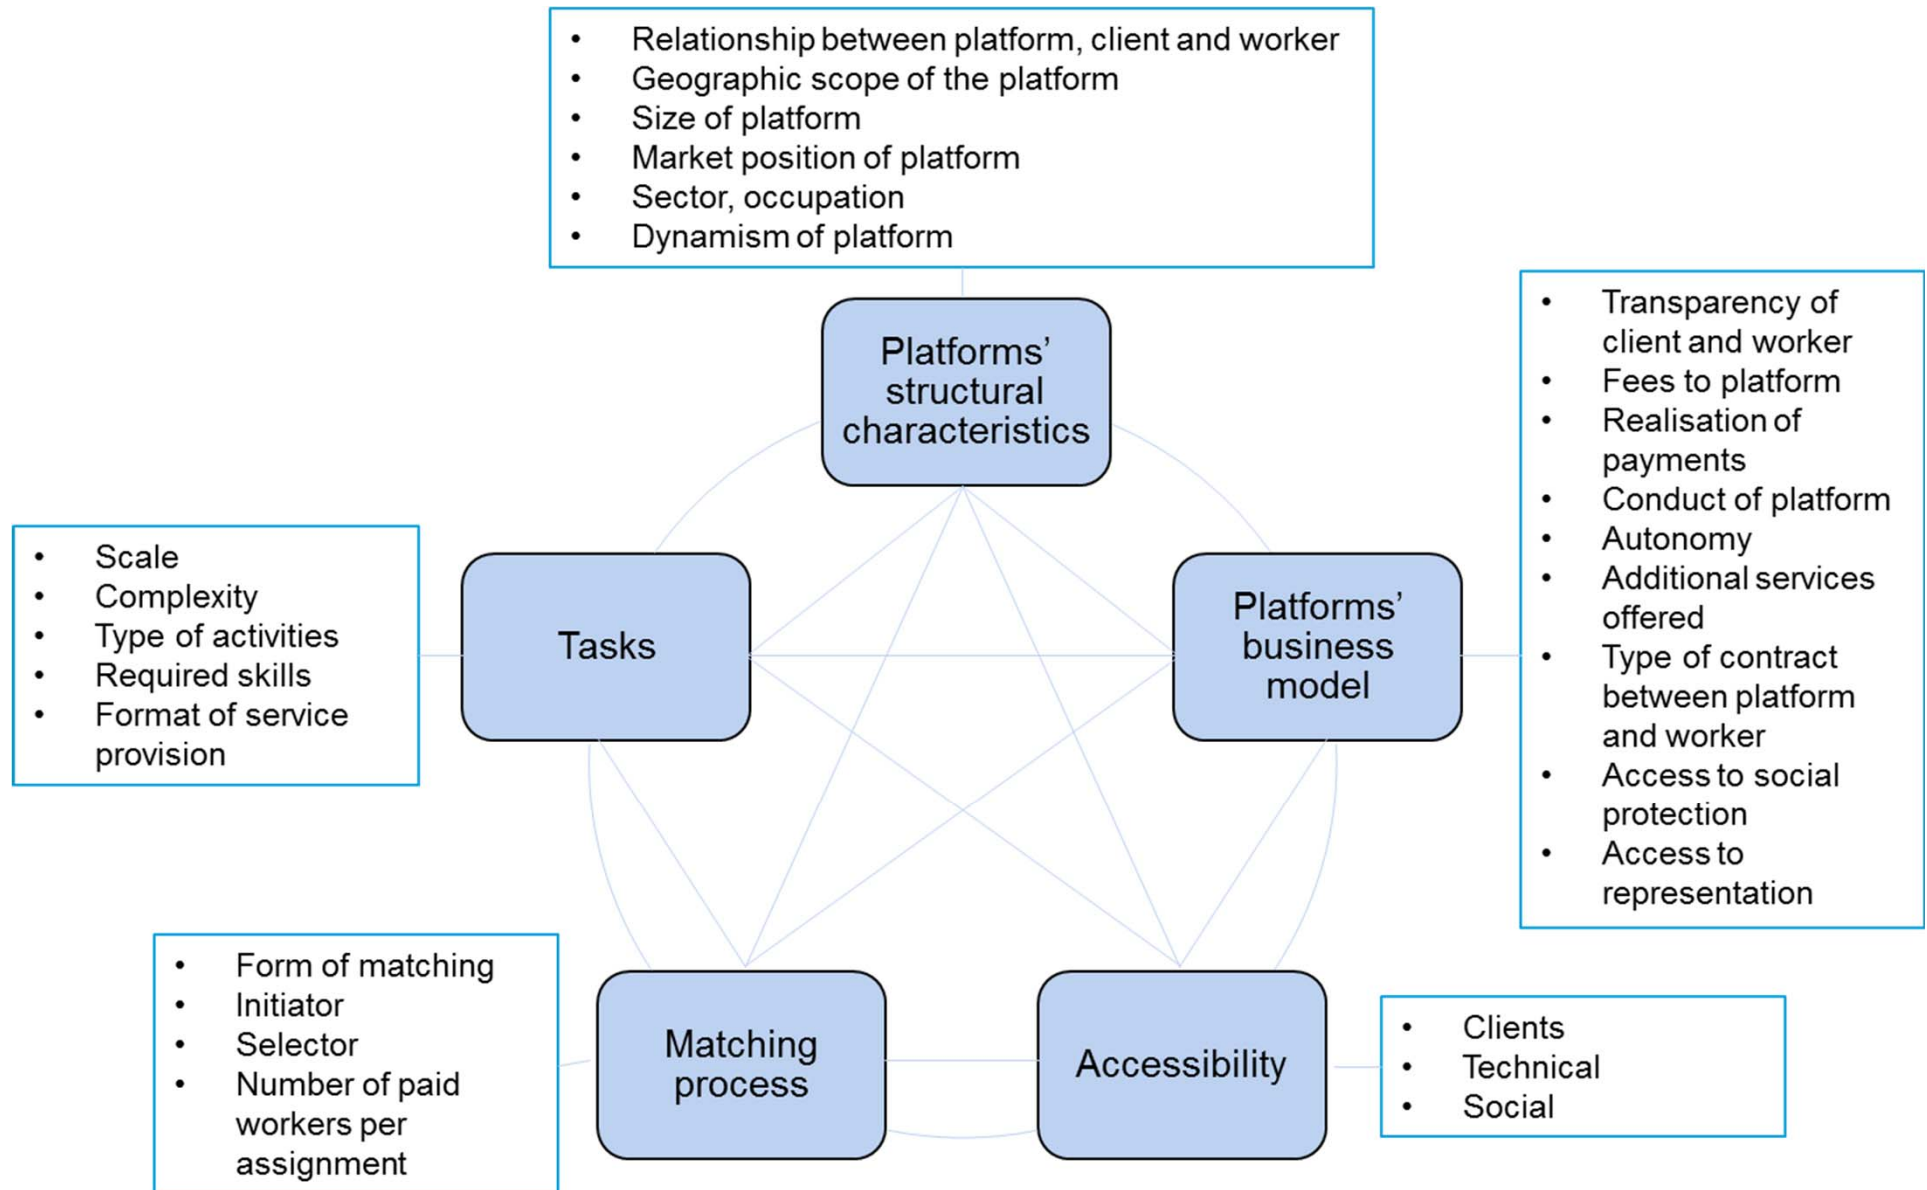 • Relationship between platform, client and worker
• Geographic scope of the platform
• Size of platform
• Market position of platform
• Sector, occupation
• Dynamism of platform
Platforms’
structural
characteristics
• Transparency of
client and worker
• Fees to platform
• Realisation of
payments
• Conduct of platform
• Autonomy
• Additional services
offered
• Type of contract
between platform
and worker
• Access to social
protection
• Access to
representation
Platforms’
business
model
• Scale
• Complexity
• Type of activities
• Required skills
• Format of service
provision
Tasks
• Form of matching
• Initiator
• Selector
• Number of paid
workers per
assignment
Matching
process
Accessibility
• Clients
• Technical
• Social